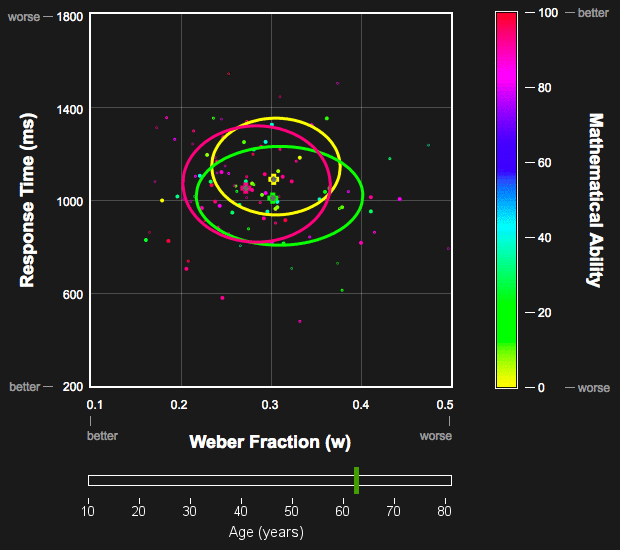 worse
1800
1400
1000
600
200
better
Response Time (ms)
0.1
0.2
0.3
0.4
0.5
better
worse
Weber Fraction (w)
100
80
60
40
20
0
better
worse
Mathematical Ability
10
20
30
40
50
60
70
80
Age (years)